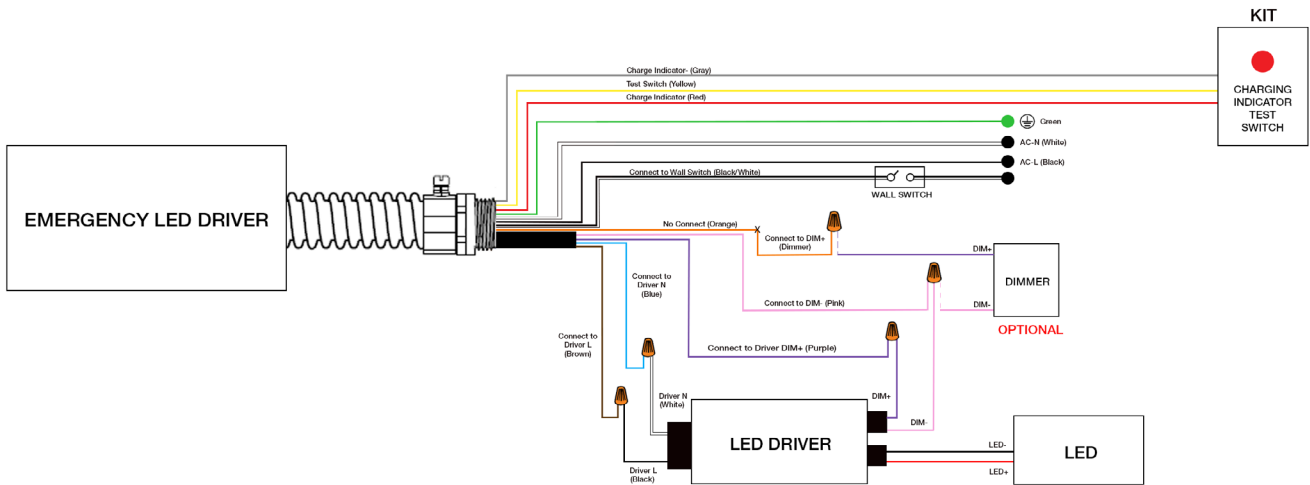 KIT
CHARGING
INDICATOR
TEST
SWITCH
Charge Indicator- (Gray)
Test Switch (Yellow)
Charge Indicator (Red)
Green
AC-N (White)
AC-L (Black)
Connect to Wall Switch (Black/White)
WALL SWITCH
EMERGENCY LED DRIVER
No Connect (Orange)
X
Connect to DIM+
(Dimmer)
DIM+
DIMMER
DIM-
OPTIONAL
Connect to
Driver N
(Blue)
Connect to DIM- (Pink)
Connect to
Driver L
(Brown)
Connect to Driver DIM+ (Purple)
Driver N
(White)
DIM+
DIM-
LED DRIVER
LED-
LED+
LED
Driver L
(Black)